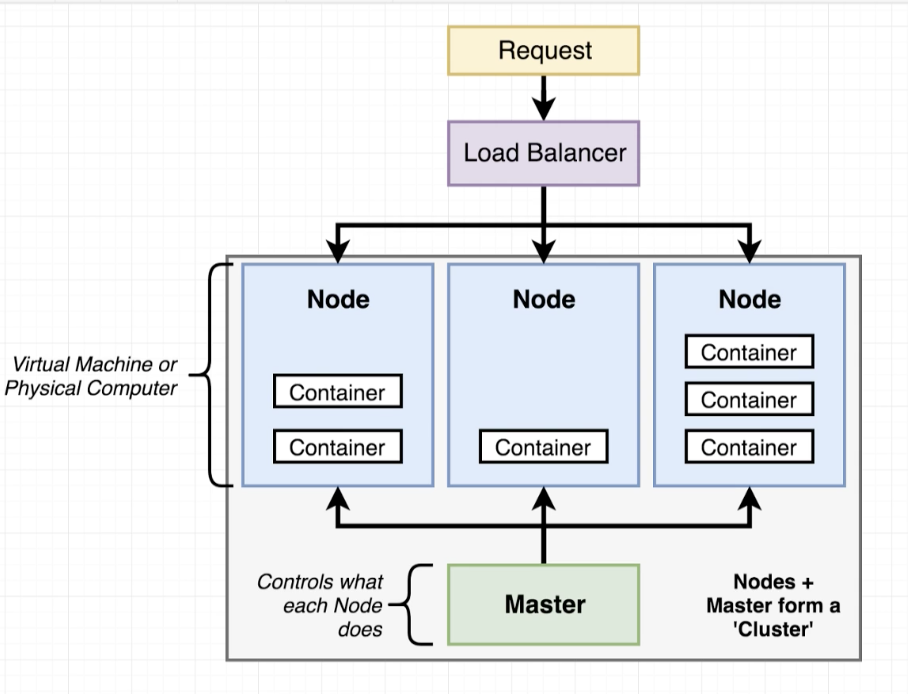 Request
Load Balancer
Node
Node
Node
Container
Container
Container
Container
Container
Container
Virtual Machine or
Physical Computer
Controls what
each Node
does
Master
Nodes +
Master form a
'Cluster'